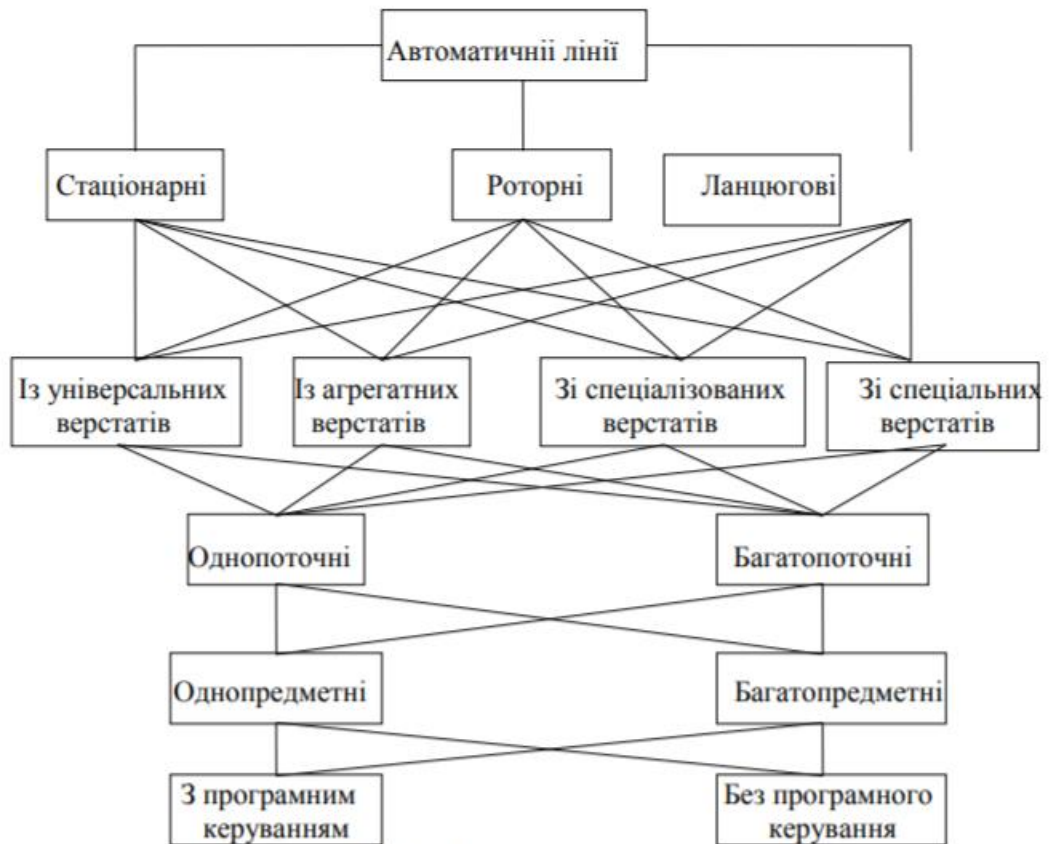 Автоматичніі лінії
Стаціонарні
Роторні
Ланцюгові
Із універсальних
верстатів
Із агрегатних
верстатів
Зі спеціалізованих
верстатів
Зі спеціальних
верстатів
Однопоточні
Багатопоточні
Однопредметні
Багатопредметні
З програмним
керуванням
Без програмного
керування